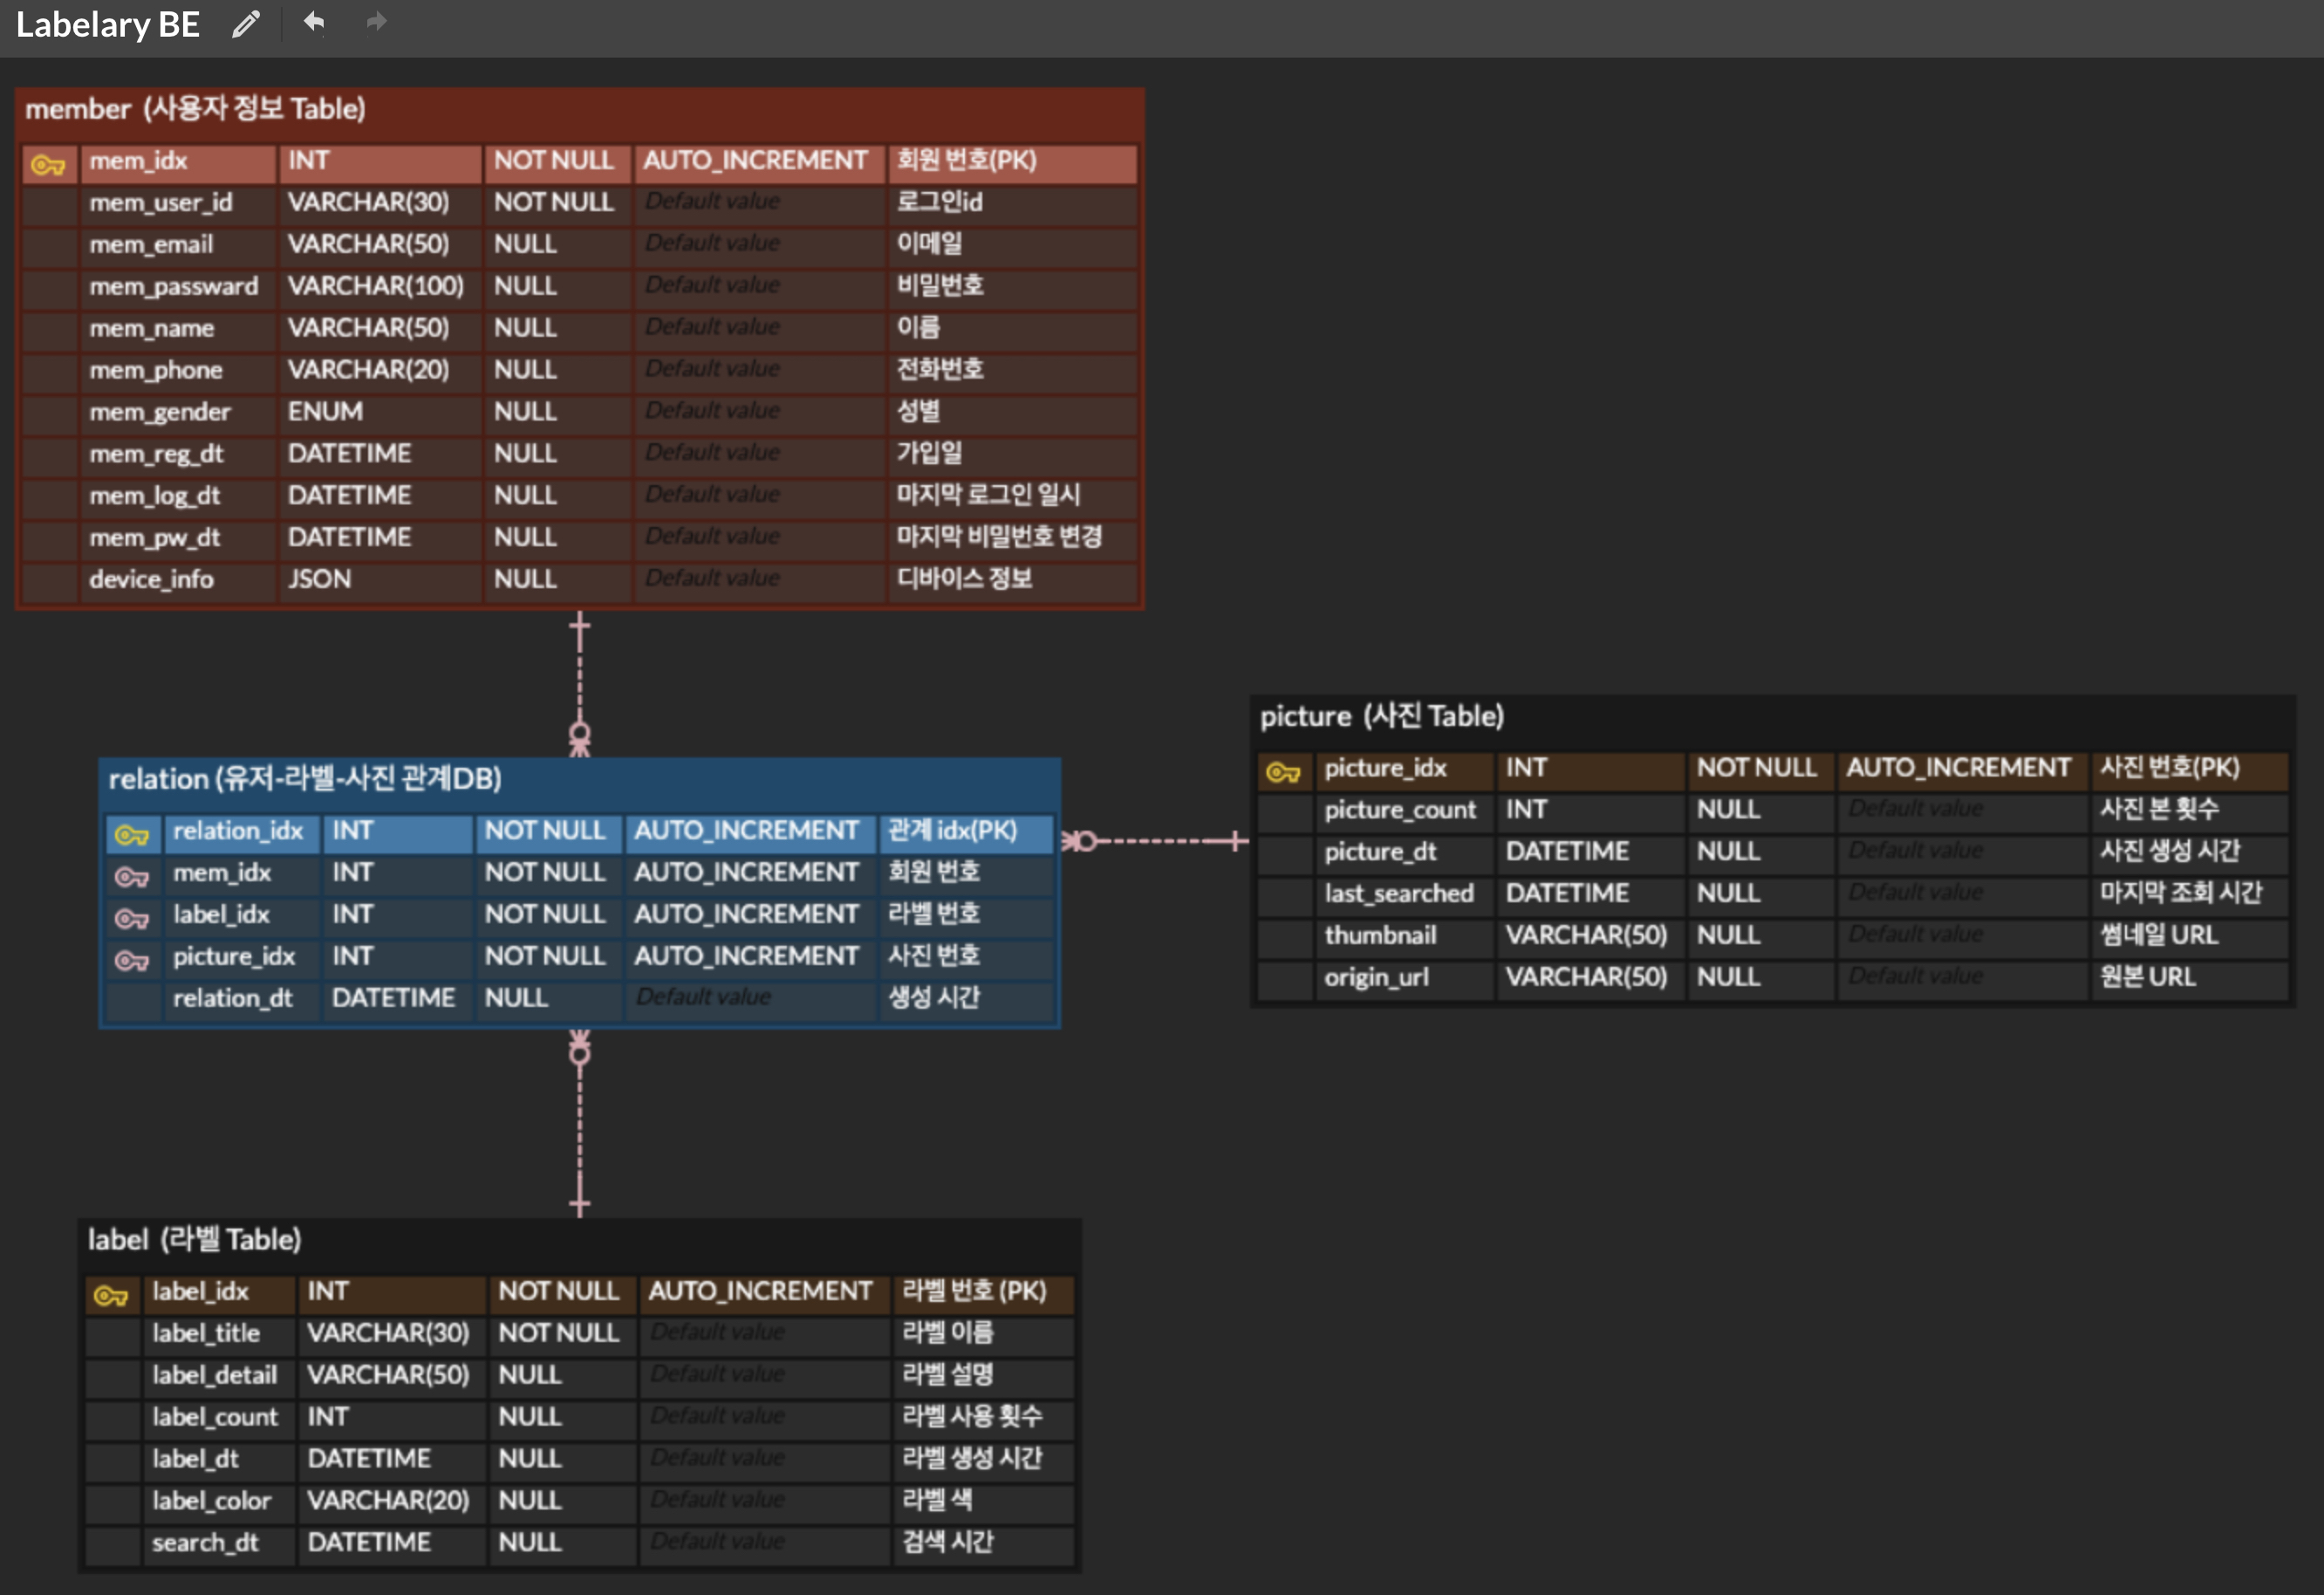 Labelary BE
member (사용자 정보 Table)
mem_idx INT NOT NULL AUTO_INCREMENT 회원 번호(PK)
mem_user_id VARCHAR(30) NOT NULL Default value 로그인id
mem_email VARCHAR(50) NULL Default value 이메일
mem_passward VARCHAR(100) NULL Default value 비밀번호
mem_name VARCHAR(50) NULL Default value 이름
mem_phone VARCHAR(20) NULL Default value 전화번호
mem_gender ENUM NULL Default value 성별
mem_reg_dt DATETIME NULL Default value 가입일
mem_log_dt DATETIME NULL Default value 마지막 로그인 일시
mem_pw_dt DATETIME NULL Default value 마지막 비밀번호 변경
device_info JSON NULL Default value 디바이스 정보
relation (유저-라벨-사진 관계DB)
relation_idx INT NOT NULL AUTO_INCREMENT 관계 idx(PK)
mem_idx INT NOT NULL AUTO_INCREMENT 회원 번호
label_idx INT NOT NULL AUTO_INCREMENT 라벨 번호
picture_idx INT NOT NULL AUTO_INCREMENT 사진 번호
relation_dt DATETIME NULL Default value 생성 시간
picture (사진 Table)
picture_idx INT NOT NULL AUTO_INCREMENT 사진 번호(PK)
picture_count INT NULL Default value 사진 본 횟수
picture_dt DATETIME NULL Default value 사진 생성 시간
last_searched DATETIME NULL Default value 마지막 조회 시간
thumbnail VARCHAR(50) NULL Default value 썸네일 URL
origin_url VARCHAR(50) NULL Default value 원본 URL
label (라벨 Table)
label_idx INT NOT NULL AUTO_INCREMENT 라벨 번호 (PK)
label_title VARCHAR(30) NOT NULL Default value 라벨 이름
label_detail VARCHAR(50) NULL Default value 라벨 설명
label_count INT NULL Default value 라벨 사용 횟수
label_dt DATETIME NULL Default value 라벨 생성 시간
label_color VARCHAR(20) NULL Default value 라벨 색
search_dt DATETIME NULL Default value 검색 시간